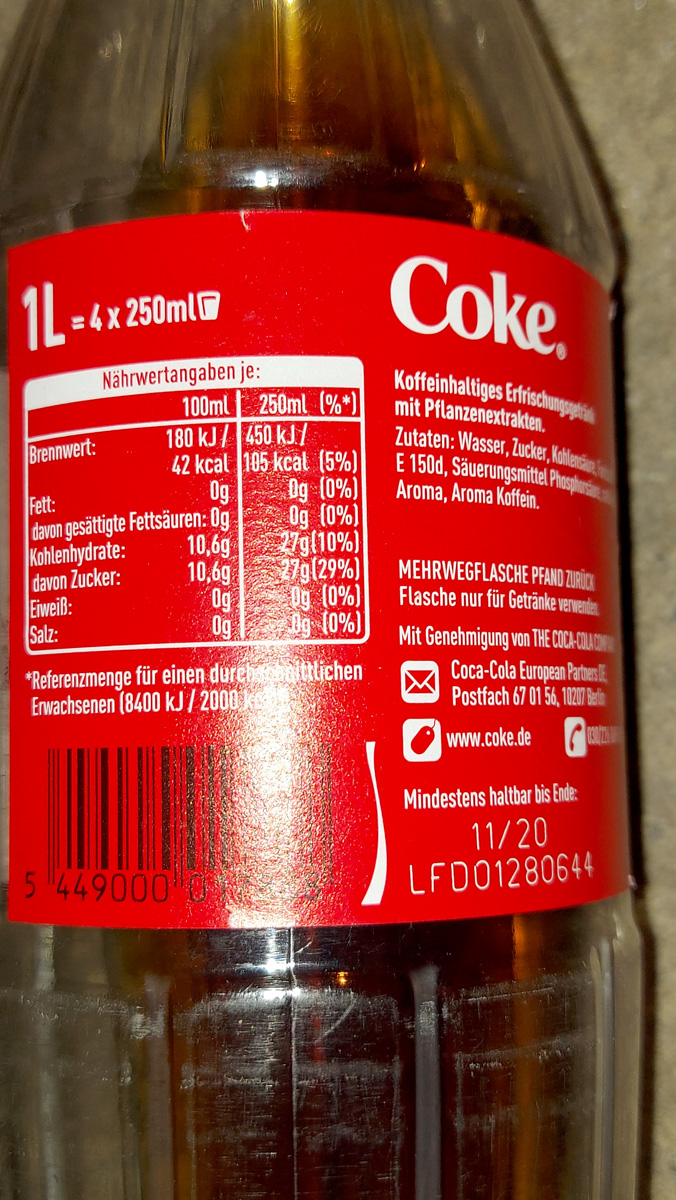 1L = 4 x 250ml
Nährwertangaben je:
100ml 250ml (%*)
Brennwert: 180 kJ / 450 kJ /
42 kcal 105 kcal (5%)
Fett: 0g 0g (0%)
davon gesättigte Fettsäuren: 0g 0g (0%)
Kohlenhydrate: 10,6g 27g (10%)
davon Zucker: 10,6g 27g (29%)
Eiweiß: 0g 0g (0%)
Salz: 0g 0g (0%)
*Referenzmenge für einen durchschnittlichen
Erwachsenen (8400 kJ / 2000
5 449000
Coke®
Koffeinhaltiges Erfrischungsgetränk
mit Pflanzenextrakten.
Zutaten: Wasser, Zucker, Kohlensäure,
E 150d, Säuerungsmittel Phosphorsäure,
Aroma, Aroma Koffein.
MEHRWEGFLASCHE PFAND ZURÜCK
Flasche nur für Getränke verwenden.
Mit Genehmigung von THE COCA-COLA COMPANY
Coca-Cola European Partners DE,
Postfach 67 01 56, 10207 Berlin
www.coke.de
Mindestens haltbar bis Ende:
11/20
LFD01280644